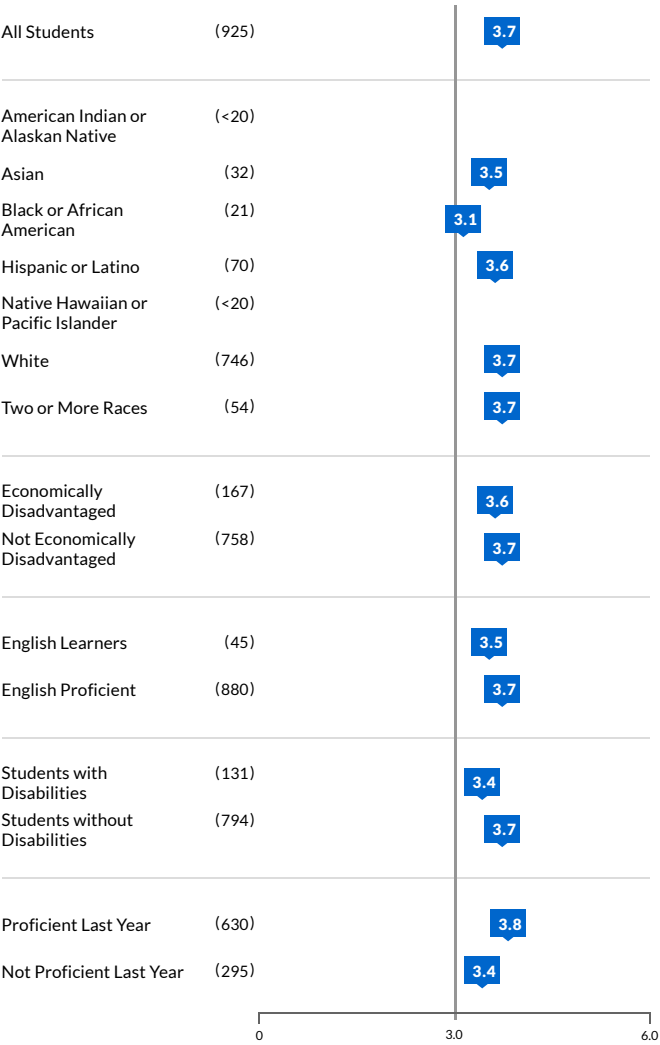 All Students (925) 3.7
American Indian or (<20)
Alaskan Native
Asian (32) 3.5
Black or African (21) 3.1
American
Hispanic or Latino (70) 3.6
Native Hawaiian or (<20)
Pacific Islander
White (746) 3.7
Two or More Races (54) 3.7
Economically (167) 3.6
Disadvantaged
Not Economically (758) 3.7
Disadvantaged
English Learners (45) 3.5
English Proficient (880) 3.7
Students with (131) 3.4
Disabilities
Students without (794) 3.7
Disabilities
Proficient Last Year (630) 3.8
Not Proficient Last Year (295) 3.4
0 3.0 6.0